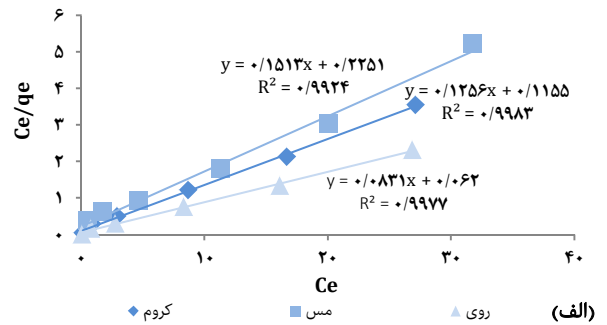 Ce/qe
۶
۵
۴
۳
۲
۱
۰
y = ۰/۱۵۱۳x + ۰/۲۲۵۱
R² = ۰/۹۹۲۴
y = ۰/۱۲۵۶x + ۰/۱۱۵۵
R² = ۰/۹۹۸۳
y = ۰/۰۸۳۱x + ۰/۰۶۲
R² = ۰/۹۹۷۷
۰ ۱۰ ۲۰ ۳۰ ۴۰
Ce
کروم مس روی (الف)